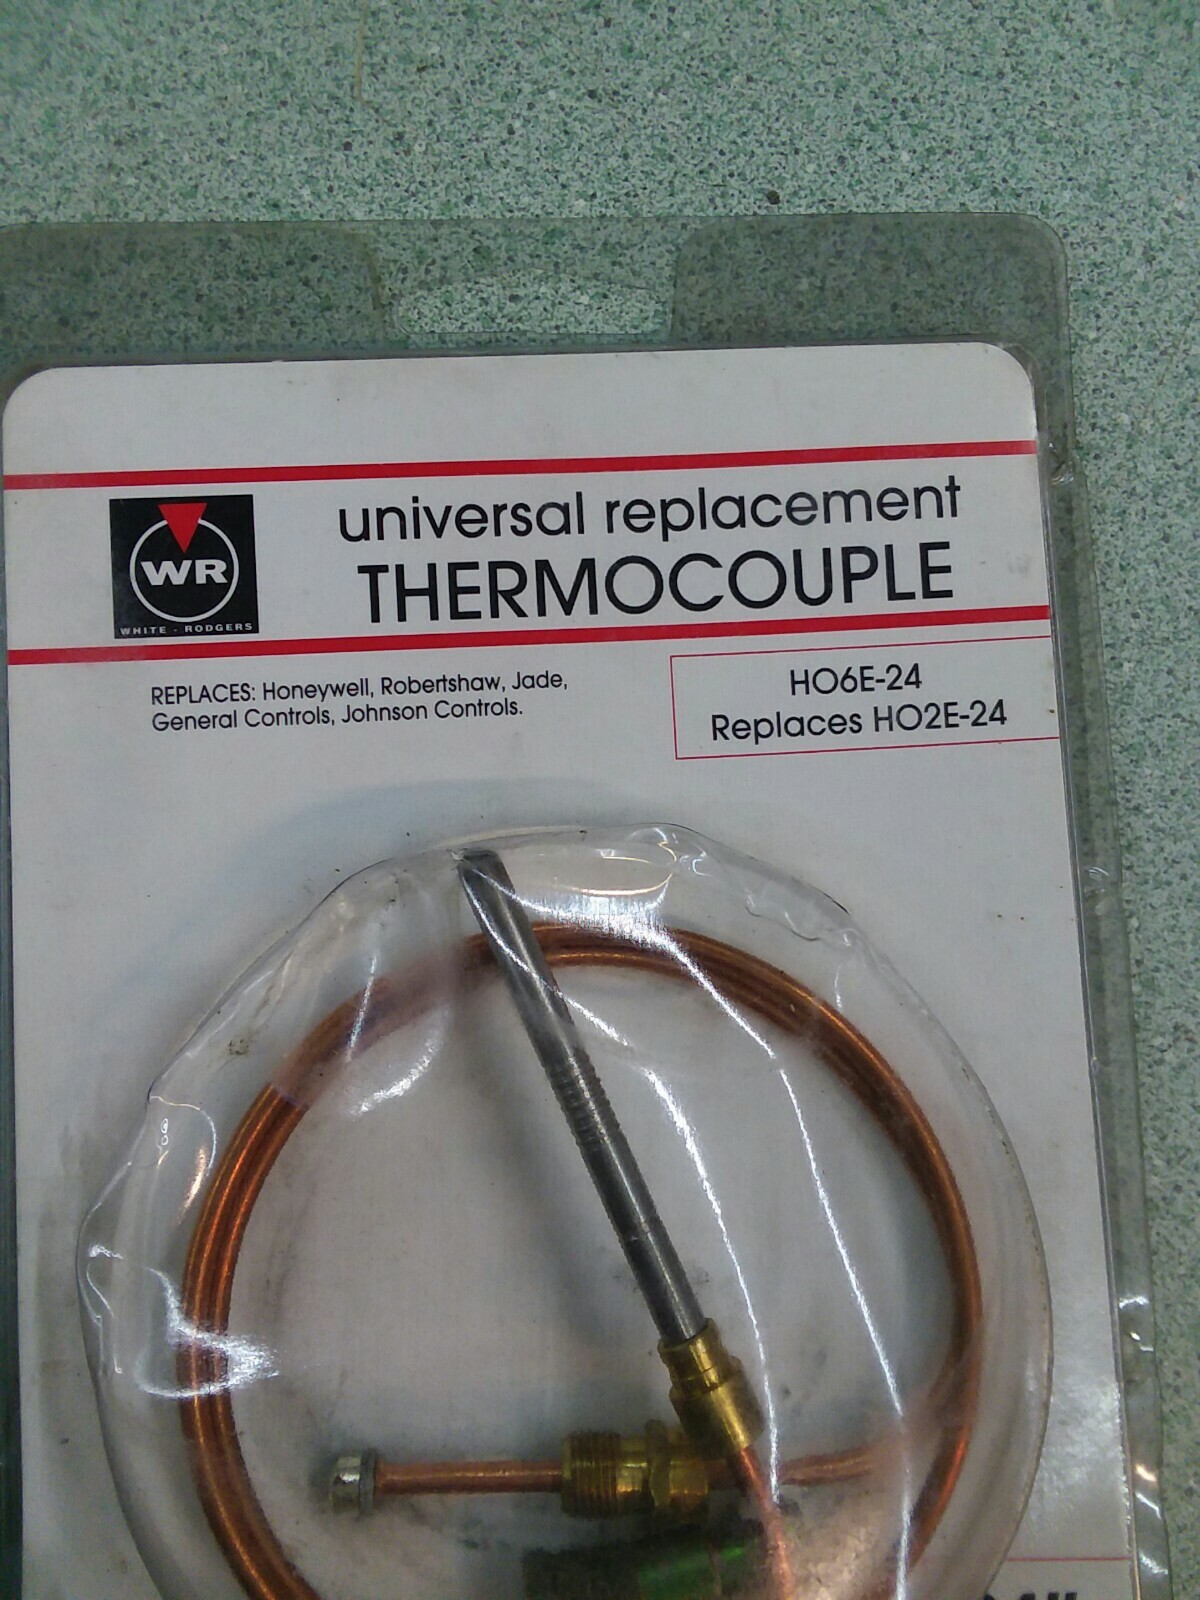 universal replacement
THERMOCOUPLE
WR
WHITE - RODGERS
REPLACES: Honeywell, Robertshaw, Jade,
General Controls, Johnson Controls.
HO6E-24
Replaces HO2E-24